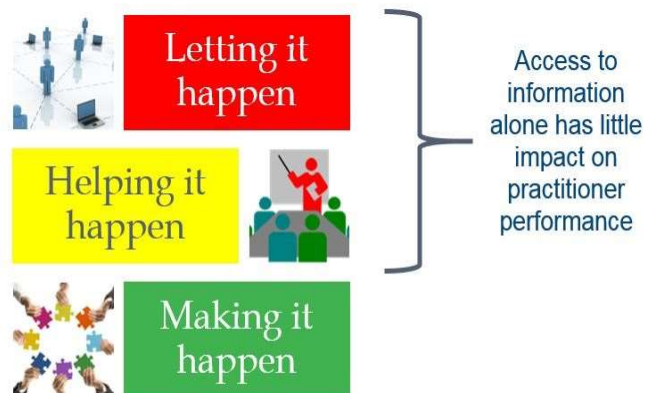 Letting it
happen
Helping it
happen
Making it
happen
Access to
information
alone has little
impact on
practitioner
performance